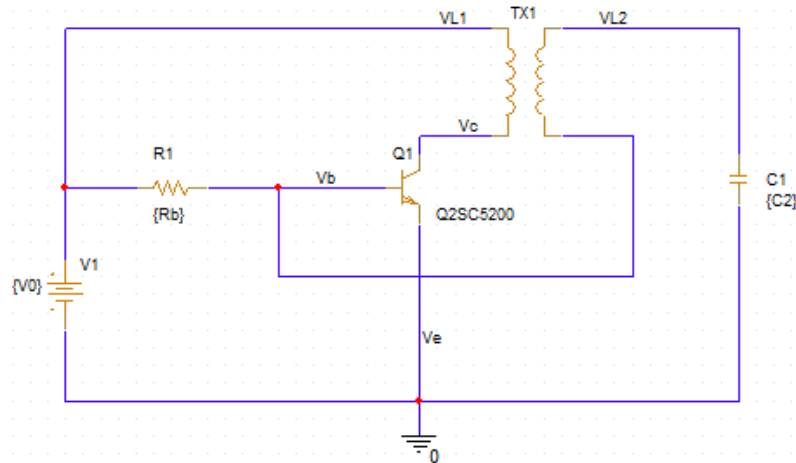 TX1
VL1
VL2
Vc
R1
Q1
Vb
C1
{C2}
{Rb}
Q2SC5200
V1
{V0}
Ve
0